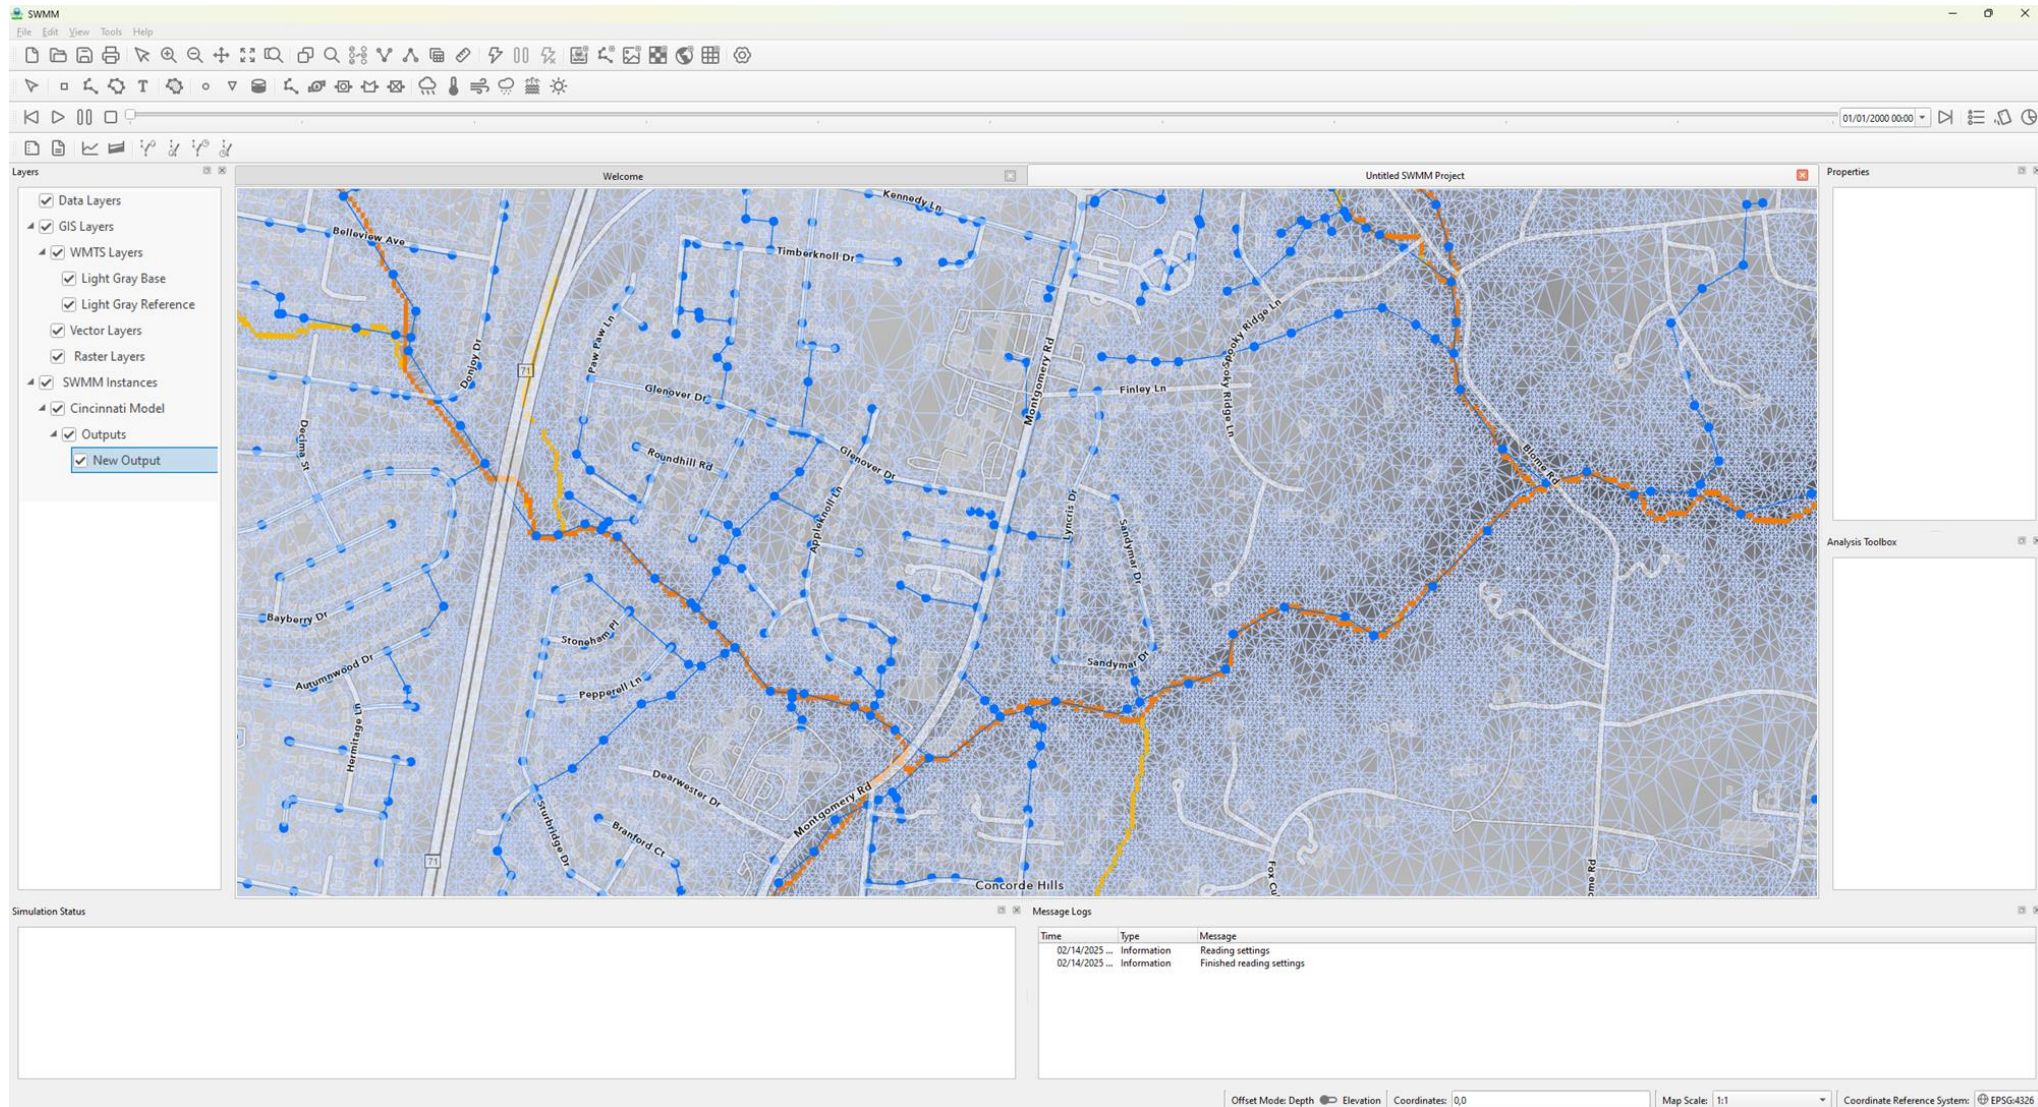 SWMM
File Edit View Tools Help
01/01/2000 00:00
Layers
Welcome
Untitled SWMM Project
Properties
Data Layers
GIS Layers
WMTS Layers
Light Gray Base
Light Gray Reference
Vector Layers
Raster Layers
SWMM Instances
Cincinnati Model
Outputs
New Output
Kennedy Ln
Belleview Ave
Timberknoll Dr
Donjoy Dr
71
Paw Paw Ln
Montgomery Rd
Spooky Ridge Ln
Glenover Dr
Finley Ln
Spooky Ridge Ln
Decima St
Roundhill Rd
Glenover Dr
Blome Rd
Appleknoll Ln
Lyncris Dr
Sandymar Dr
Bayberry Dr
Stoneham Pl
Autumnwood Dr
Pepperell Ln
Sandymar Dr
Hermitage Ln
Dearwester Dr
Montgomery Rd
Sturbridge Dr
Branford Ct
71
Concorde Hills
Fox Cu
ome Rd
Analysis Toolbox
Simulation Status
Message Logs
Time Type Message
02/14/2025 ... Information Reading settings
02/14/2025 ... Information Finished reading settings
Offset Mode: Depth Elevation Coordinates: 0,0 Map Scale: 1:1 Coordinate Reference System: EPSG:4326